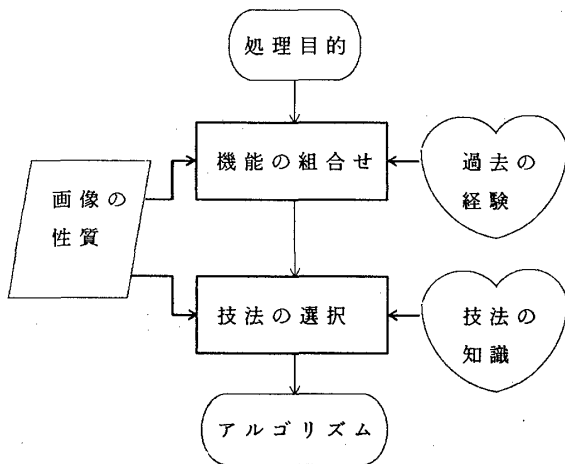 処理目的
機能の組合せ
過去の
経験
画像の
性質
技法の選択
技法の
知識
アルゴリズム